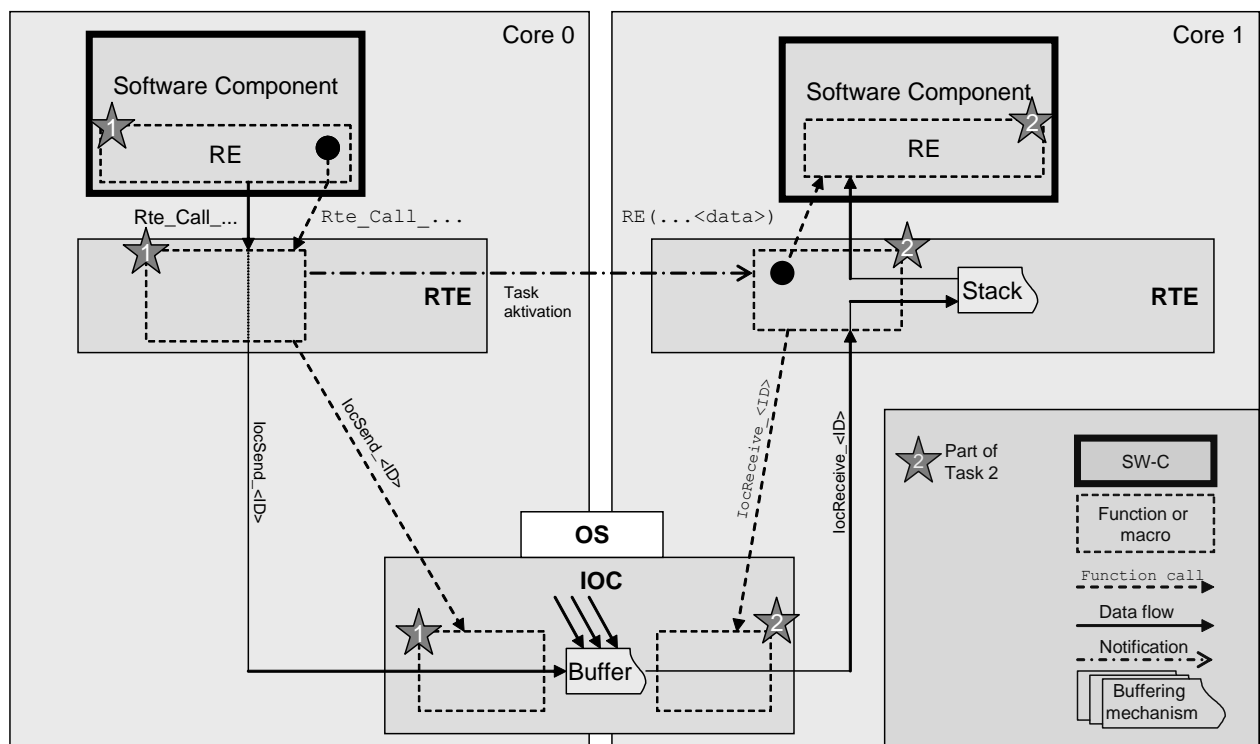 Core 0
Software Component
1
RE
Rte_Call_...
Rte_Call_...
1
RTE
Task
aktivation
IocSend_<ID>
IocSend_<ID>
Core 1
Software Component
2
RE
RE(...<data>)
2
Stack
RTE
IocReceive_<ID>
IocReceive_<ID>
OS
IOC
1
Buffer
2
2
Part of
Task 2
SW-C
Function or
macro
Function call
Data flow
Notification
Buffering
mechanism